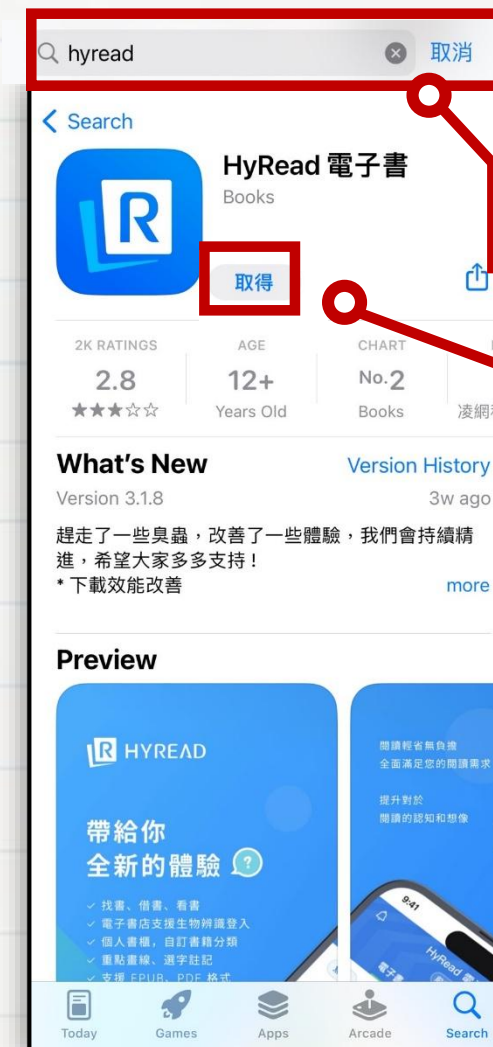 hyread 取消
Search
HyRead 電子書
Books
取得
2K RATINGS AGE CHART
2.8 12+ No.2
★★★☆☆ Years Old Books 凌網
What's New Version History
Version 3.1.8 3w ago
趕走了一些臭蟲，改善了一些體驗，我們會持續精
進，希望大家多多支持！
* 下載效能改善 more
Preview
R HYREAD
帶給你
全新的體驗 ?
✓ 找書、借書、看書
✓ 電子書店支援生物辨識登入
✓ 個人書櫃，自訂書籍分類
✓ 重點畫線、選字註記
✓ 支援 EPUB、PDF 格式
閱讀輕省無負擔
全面滿足您的閱讀需求
提升對於
閱讀的認知和想像
9:41
HyRead
Today Games Apps Arcade Search